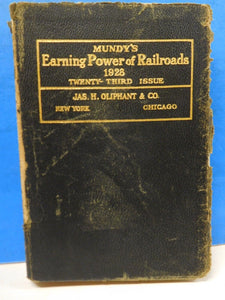 MUNDY'S
Earning Power of Railroads
1928
TWENTY-THIRD ISSUE
JAS. H. OLIPHANT & CO.
NEW YORK CHICAGO